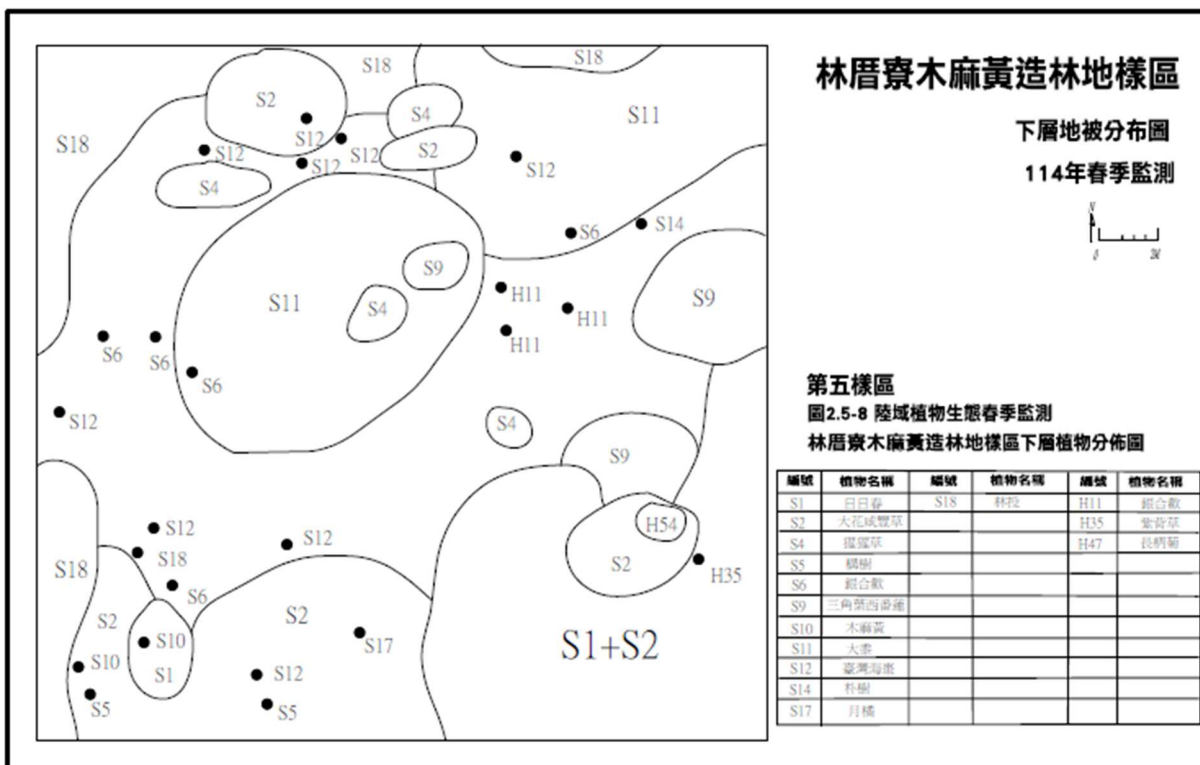 林厝寮木麻黃造林地樣區
下層地被分布圖
114年春季監測
N
0
2M
S18
S18
S2
S4
S11
S18
S12
S12
S12
S12
S2
S12
S4
S6
S14
S9
S11
S4
H11
H11
H11
S9
S6
S6
S6
S12
S4
S9
S12
S18
S12
S18
S6
S2
H54
S2
H35
S2
S10
S10
S1
S5
S17
S12
S5
S1+S2
第五樣區
圖2.5-8 陸域植物生態春季監測
林厝寮木麻黃造林地樣區下層植物分佈圖
編號 植物名稱 編號 植物名稱 編號 植物名稱
S1 日日春 S18 林投 H11 銀合歡
S2 大花咸豐草 H35 紫背草
S4 猩猩草 H47 長柄菊
S5 構樹
S6 銀合歡
S9 三角葉西番蓮
S10 木麻黃
S11 大黍
S12 臺灣海棗
S14 朴樹
S17 月橘